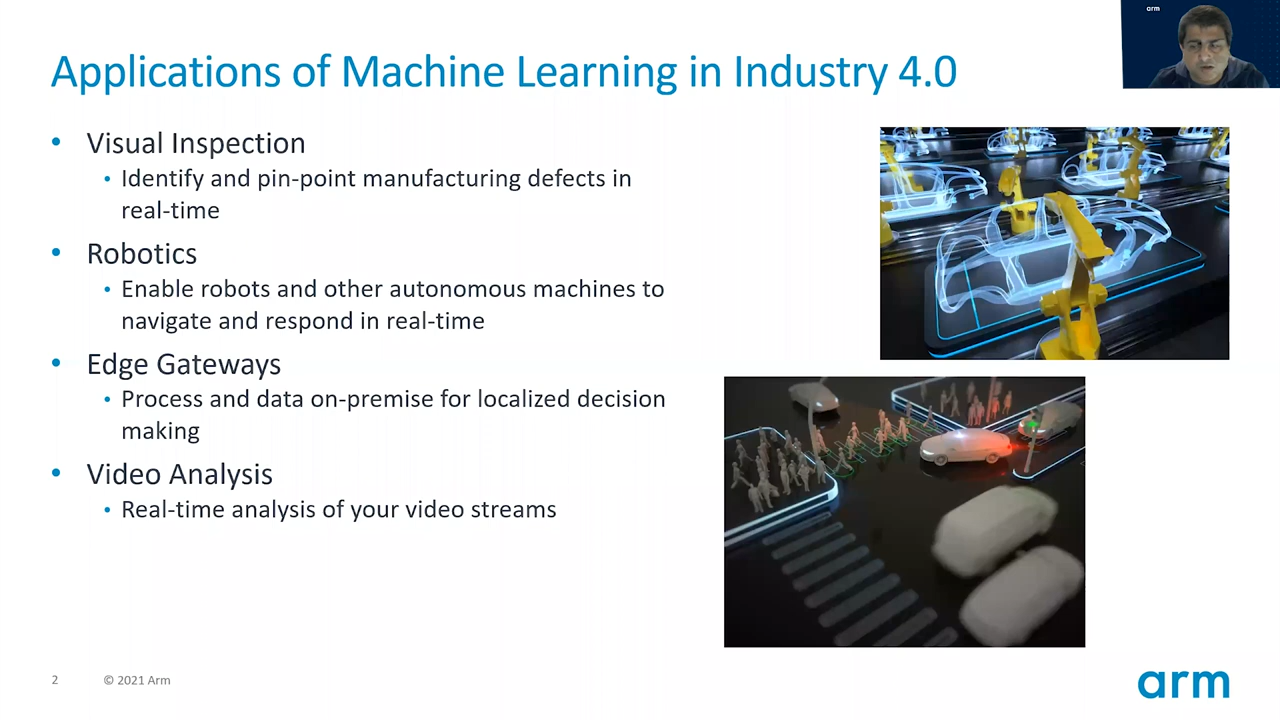 arm
Applications of Machine Learning in Industry 4.0
• Visual Inspection
• Identify and pin-point manufacturing defects in
real-time
• Robotics
• Enable robots and other autonomous machines to
navigate and respond in real-time
• Edge Gateways
• Process and data on-premise for localized decision
making
• Video Analysis
• Real-time analysis of your video streams
2 © 2021 Arm
arm